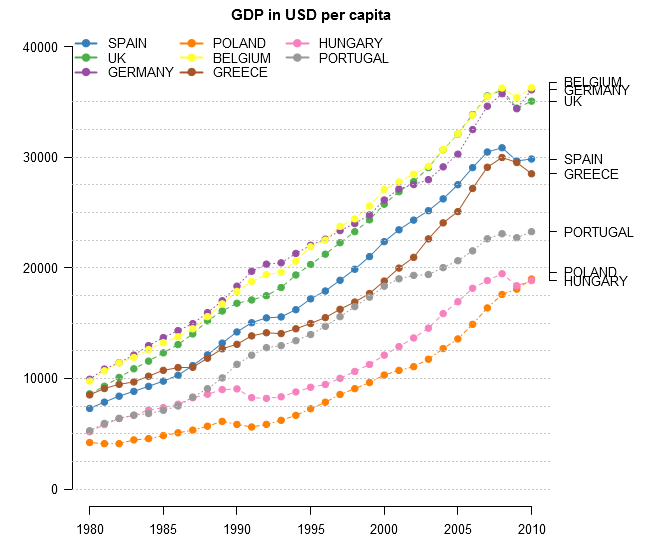 GDP in USD per capita
40000
30000
20000
10000
0
SPAIN POLAND HUNGARY
UK BELGIUM PORTUGAL
GERMANY GREECE
BELGIUM
GERMANY
UK
SPAIN
GREECE
PORTUGAL
POLAND
HUNGARY
1980 1985 1990 1995 2000 2005 2010